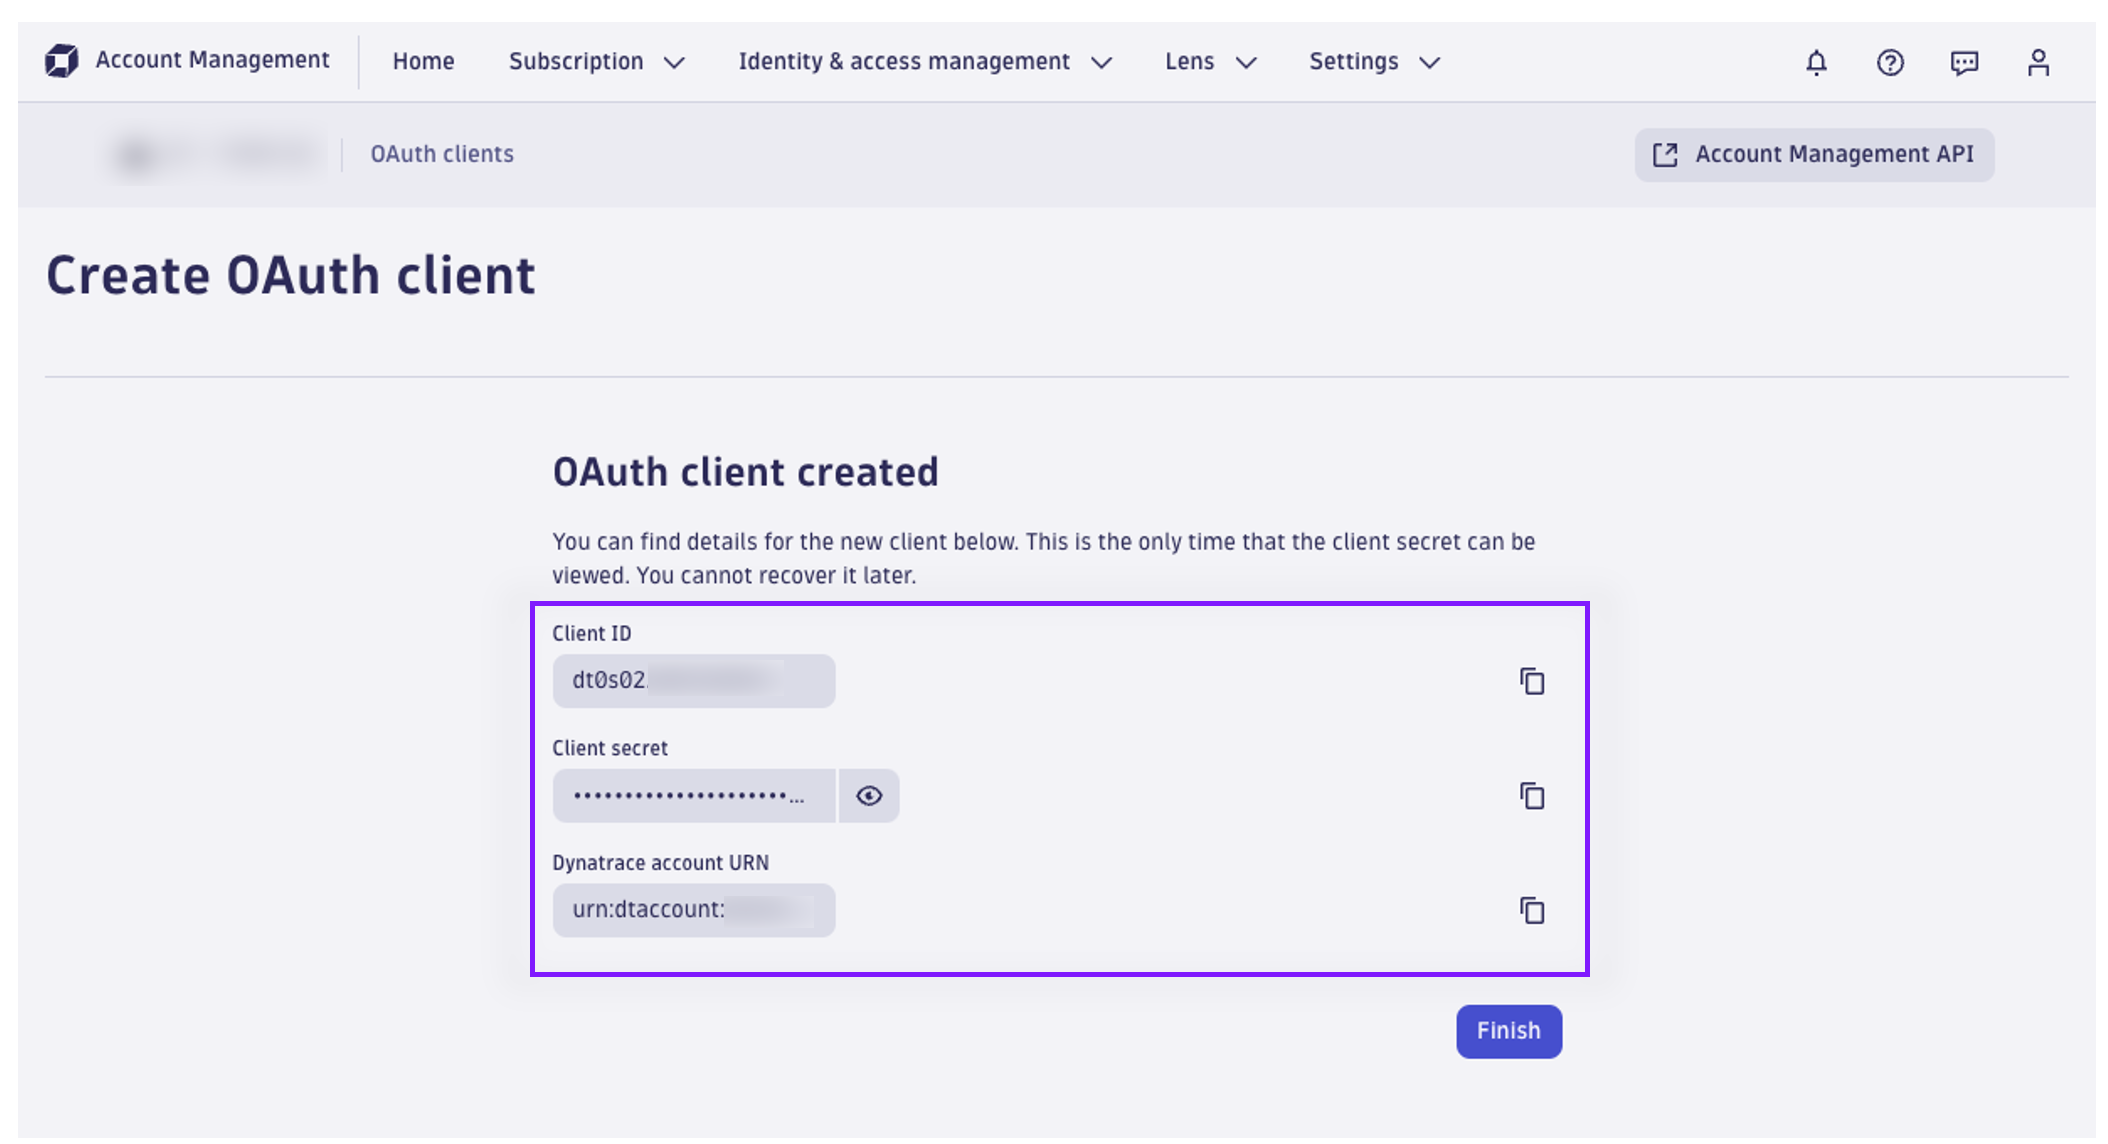 Account Management
Home
Subscription
Identity & access management
Lens
Settings
OAuth clients
Account Management API
Create OAuth client
OAuth client created
You can find details for the new client below. This is the only time that the client secret can be
viewed. You cannot recover it later.
Client ID
dt0s02.
Client secret
•••••••••••••••••••••...
Dynatrace account URN
urn:dtaccount:
Finish